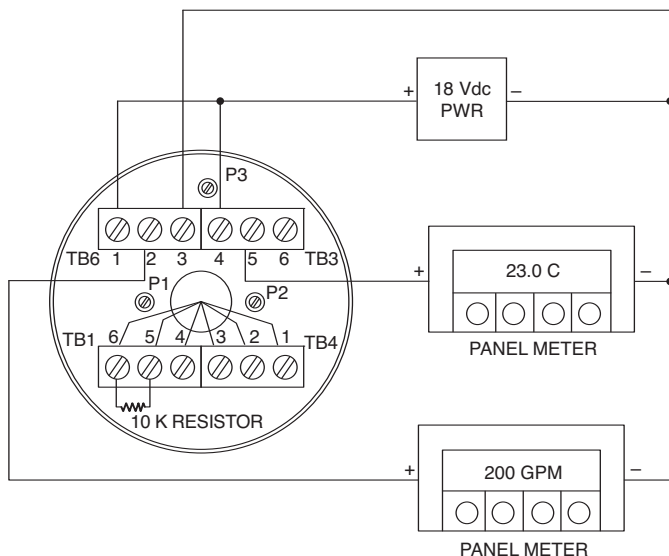 + 18 Vdc –
PWR
P3
TB6 1 2 3 4 5 6 TB3
+ 23.0 C –
PANEL METER
P1 P2
TB1 6 5 4 3 2 1 TB4
10 K RESISTOR
+ 200 GPM –
PANEL METER